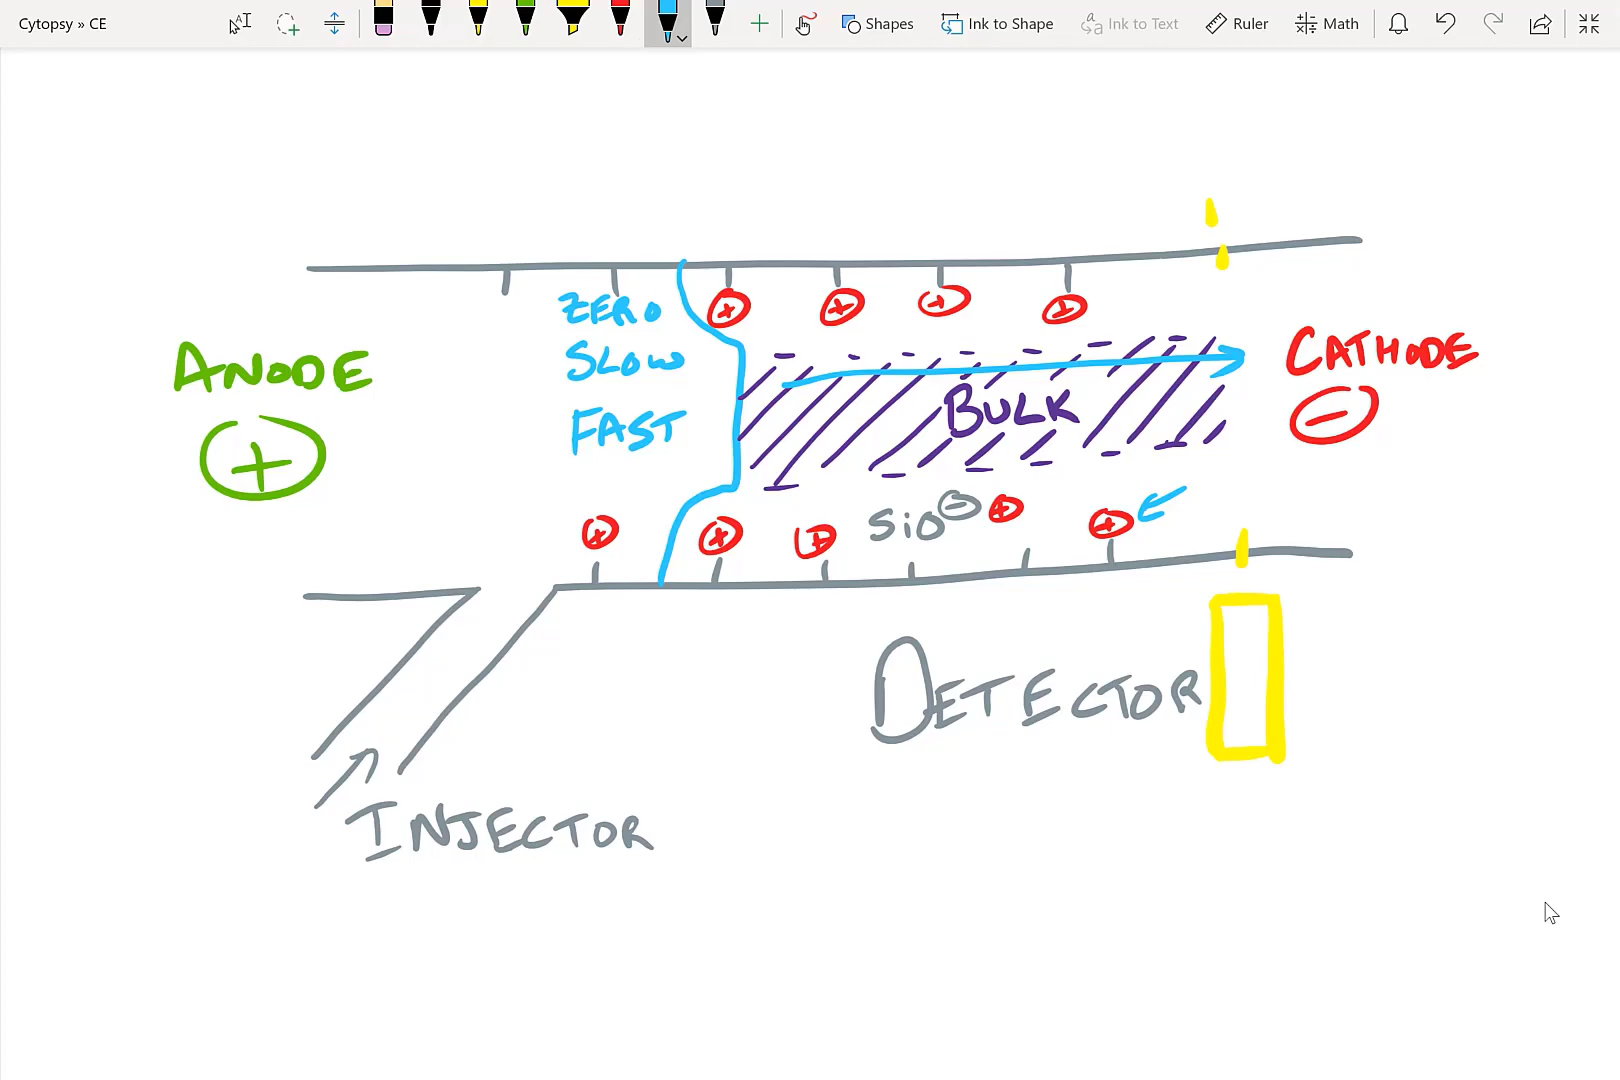 Cytopsy » CE
Shapes
Ink to Shape
Ink to Text
Ruler
Math
ZERO
SLOW
FAST
ANODE
+
BULK
CATHODE
−
SiO⊖ ⊕
DETECTOR
INJECTOR